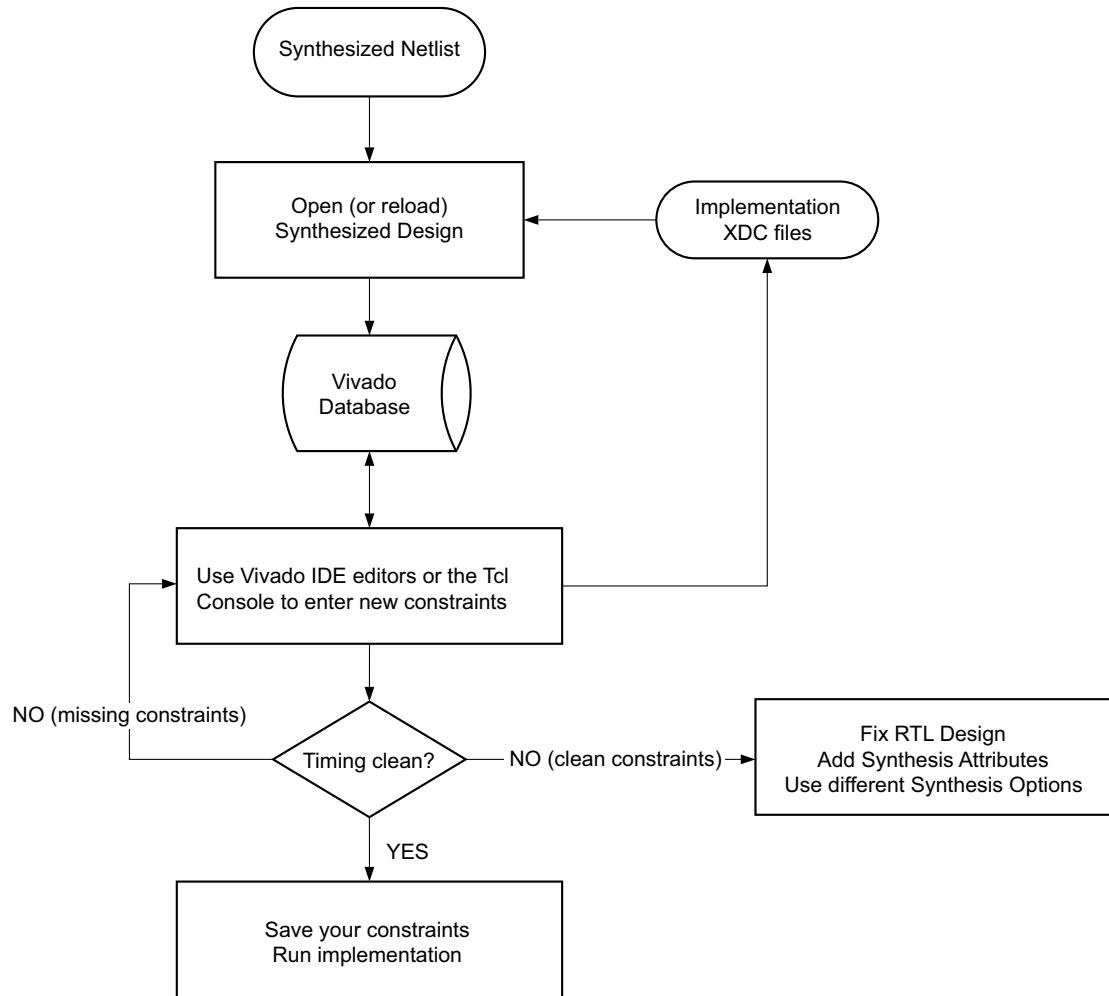 Synthesized Netlist
Open (or reload)
Synthesized Design
Implementation
XDC files
Vivado
Database
Use Vivado IDE editors or the Tcl
Console to enter new constraints
NO (missing constraints)
Timing clean?
NO (clean constraints)
Fix RTL Design
Add Synthesis Attributes
Use different Synthesis Options
YES
Save your constraints
Run implementation